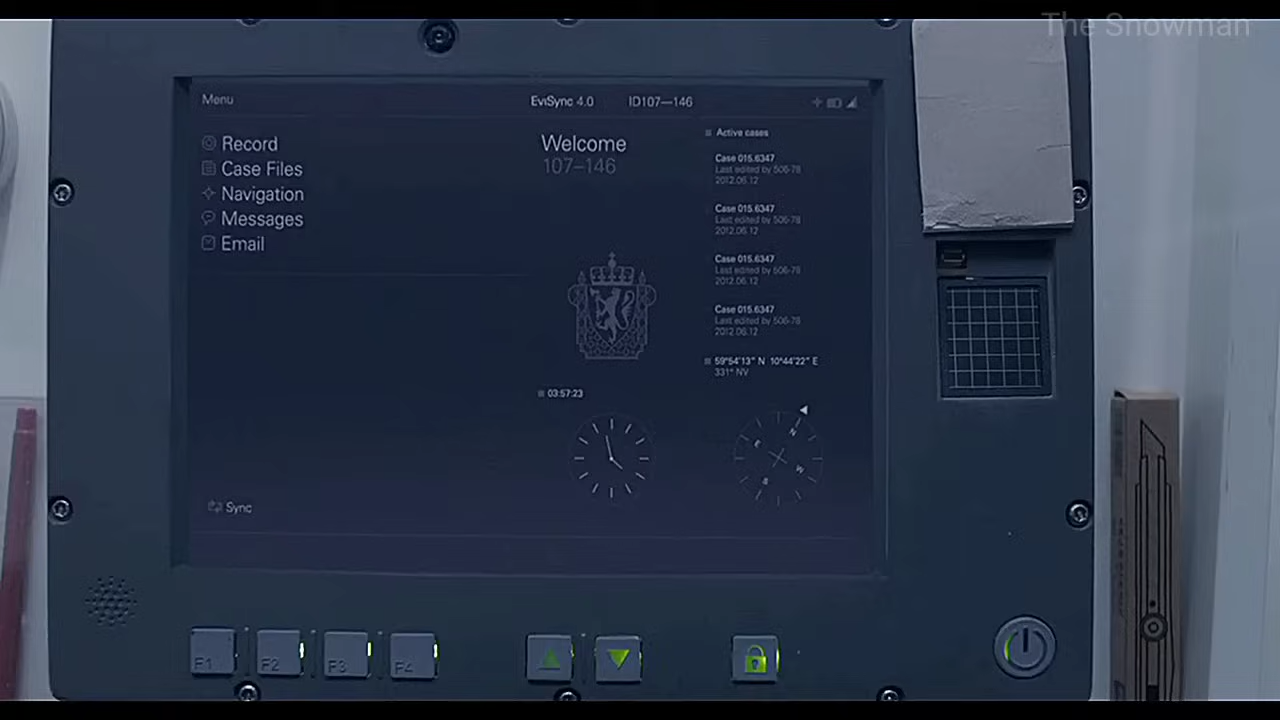 The Snowman
Menu
EviSync 4.0
ID107—146
Record
Case Files
Navigation
Messages
Email
Sync
Welcome
107–146
03:57:23
Active cases
Case 015.6347
Last edited by 506-78
2012.06.12
Case 015.6347
Last edited by 506-78
2012.06.12
Case 015.6347
Last edited by 506-78
2012.06.12
Case 015.6347
Last edited by 506-78
2012.06.12
59°54'13" N 10°44'22" E
331° NV
N
E
W
S
F1
F2
F3
F4